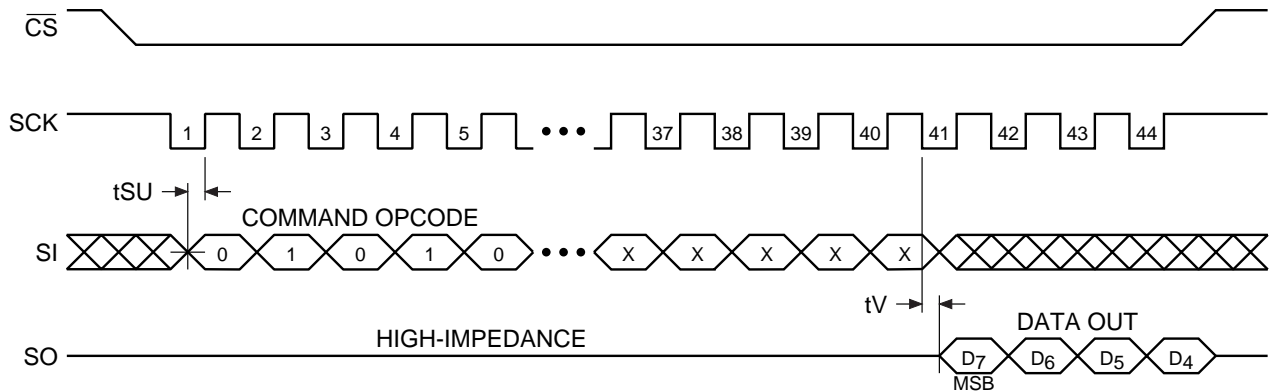 CS
SCK 1 2 3 4 5 ••• 37 38 39 40 41 42 43 44
tSU
COMMAND OPCODE
SI 0 1 0 1 0 ••• X X X X X
tV
HIGH-IMPEDANCE DATA OUT
SO D7 D6 D5 D4
MSB